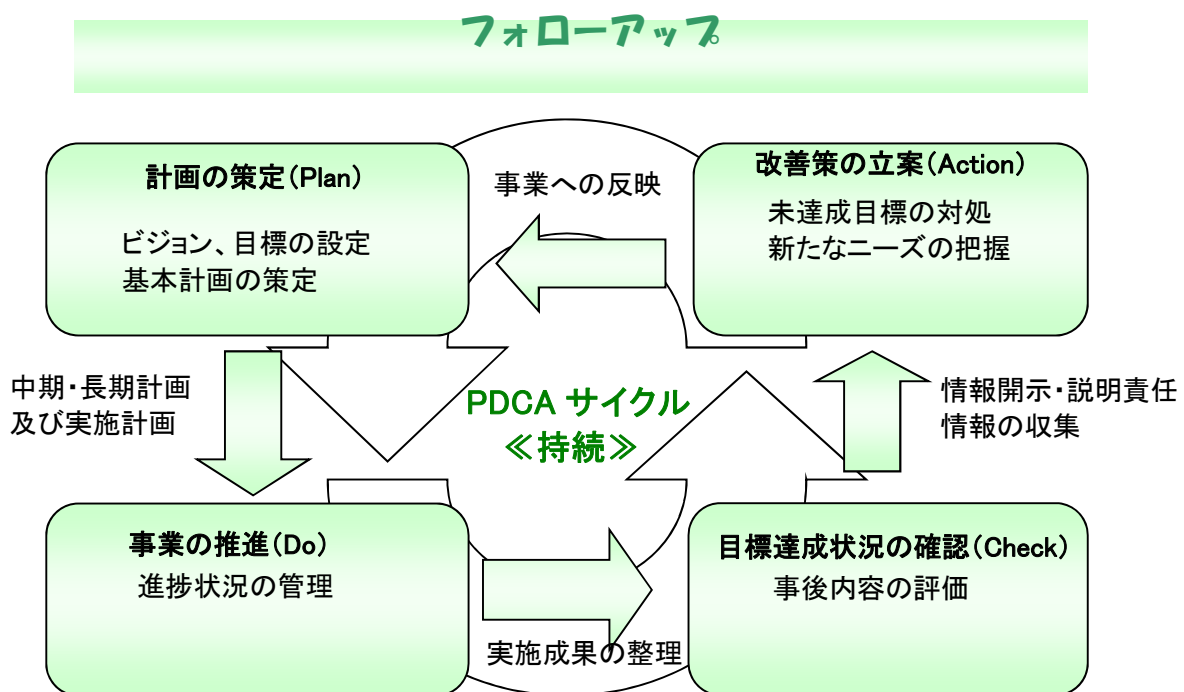 フォローアップ
計画の策定(Plan)
ビジョン、目標の設定
基本計画の策定
事業への反映
改善策の立案(Action)
未達成目標の対処
新たなニーズの把握
中期・長期計画
及び実施計画
PDCA サイクル
≪持続≫
情報開示・説明責任
情報の収集
事業の推進(Do)
進捗状況の管理
実施成果の整理
目標達成状況の確認(Check)
事後内容の評価